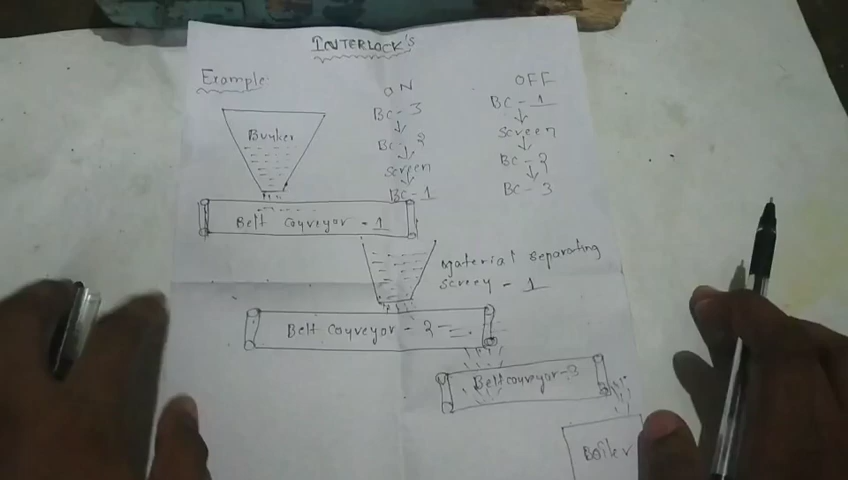 INTERLOCK'S
Example:
ON
BC - 3
BC - 2
screen
BC - 1
OFF
BC - 1
screen
BC - 2
BC - 3
Bunker
Belt conveyor - 1
Material separating
screen - 1
Belt conveyor - 2
Belt conveyor - 3
Boiler